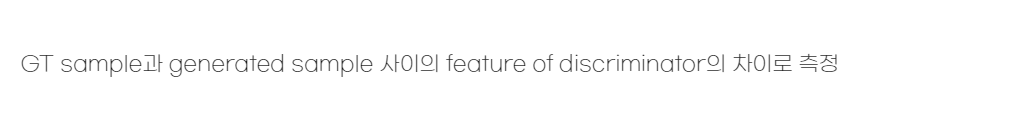 GT sample과 generated sample 사이의 feature of discriminator의 차이로 측정